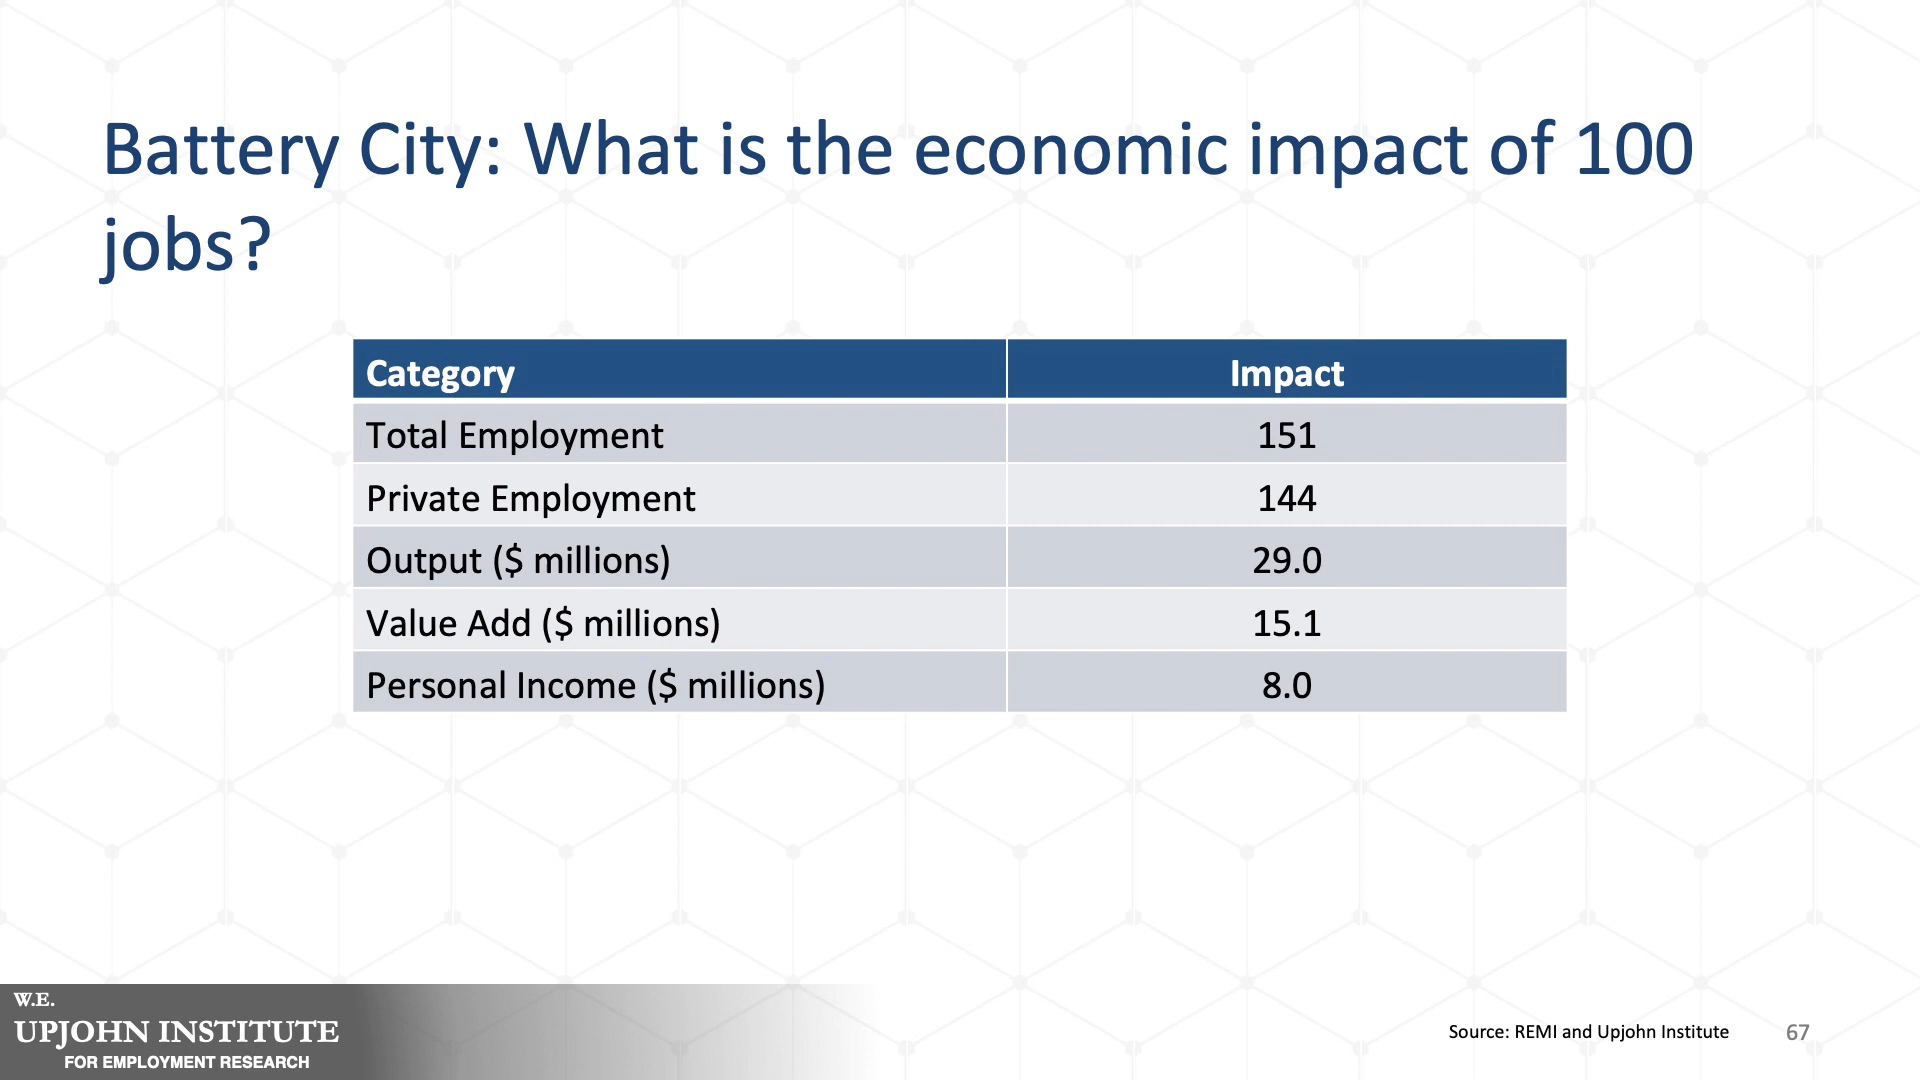 Battery City: What is the economic impact of 100
jobs?
Category Impact
Total Employment 151
Private Employment 144
Output ($ millions) 29.0
Value Add ($ millions) 15.1
Personal Income ($ millions) 8.0
W.E.
UPJOHN INSTITUTE
FOR EMPLOYMENT RESEARCH
Source: REMI and Upjohn Institute 67